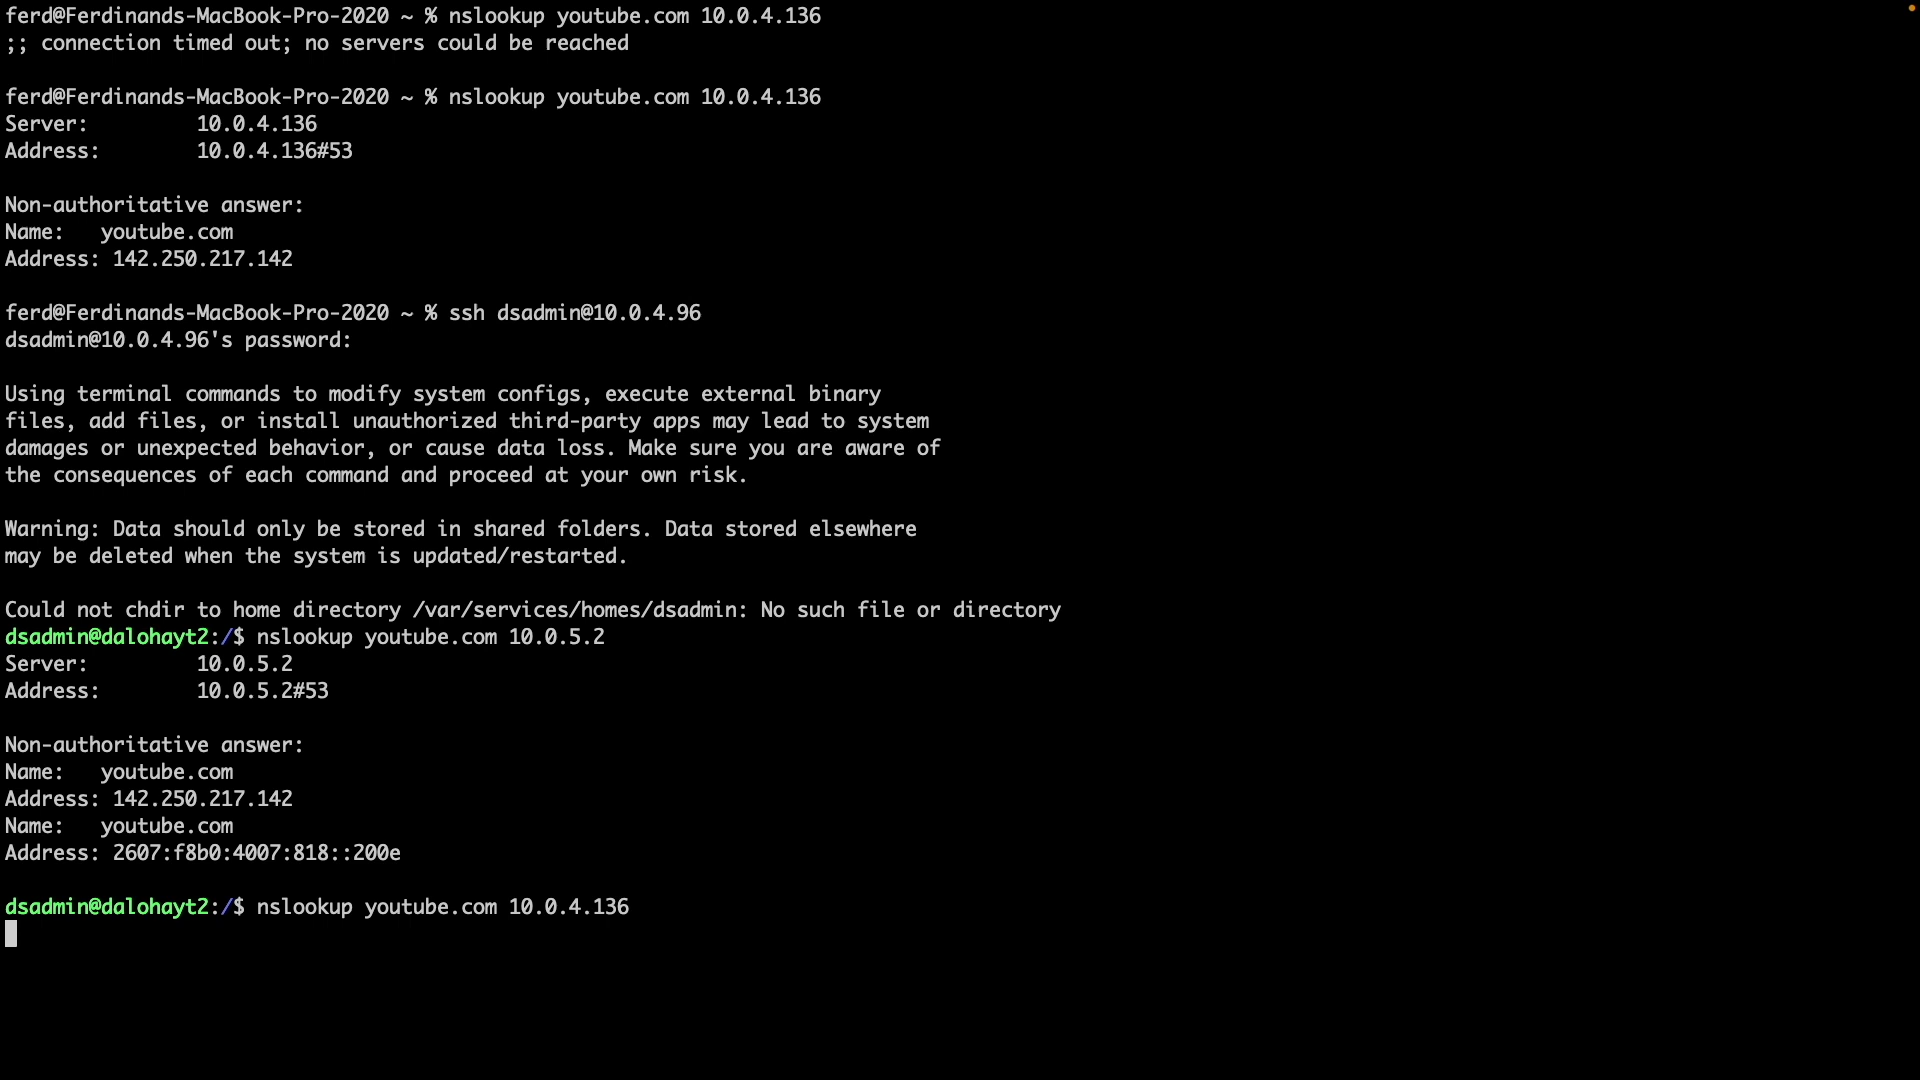 ferd@Ferdinands-MacBook-Pro-2020 ~ % nslookup youtube.com 10.0.4.136
;; connection timed out; no servers could be reached
ferd@Ferdinands-MacBook-Pro-2020 ~ % nslookup youtube.com 10.0.4.136
Server:         10.0.4.136
Address:        10.0.4.136#53
Non-authoritative answer:
Name:   youtube.com
Address: 142.250.217.142
ferd@Ferdinands-MacBook-Pro-2020 ~ % ssh dsadmin@10.0.4.96
dsadmin@10.0.4.96's password:
Using terminal commands to modify system configs, execute external binary
files, add files, or install unauthorized third-party apps may lead to system
damages or unexpected behavior, or cause data loss. Make sure you are aware of
the consequences of each command and proceed at your own risk.
Warning: Data should only be stored in shared folders. Data stored elsewhere
may be deleted when the system is updated/restarted.
Could not chdir to home directory /var/services/homes/dsadmin: No such file or directory
dsadmin@dalohayt2:/$ nslookup youtube.com 10.0.5.2
Server:         10.0.5.2
Address:        10.0.5.2#53
Non-authoritative answer:
Name:   youtube.com
Address: 142.250.217.142
Name:   youtube.com
Address: 2607:f8b0:4007:818::200e
dsadmin@dalohayt2:/$ nslookup youtube.com 10.0.4.136